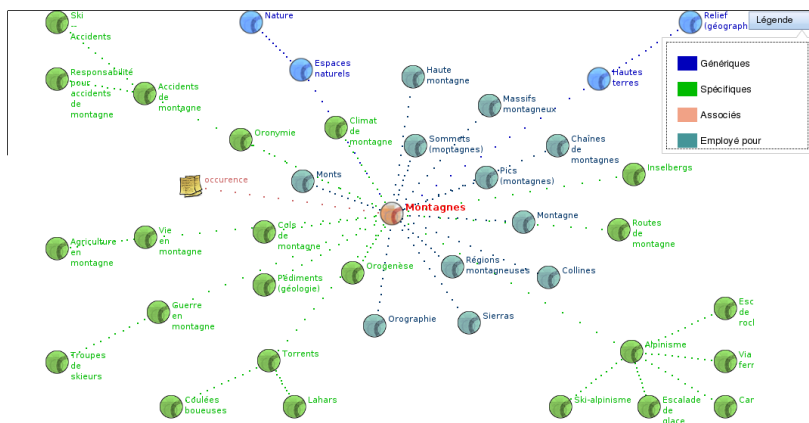 Ski
--
Accidents
Nature
Relief
(géograph
Légende
Génériques
Spécifiques
Associés
Employé pour
Responsabilité
pour
accidents
de
montagne
Accidents
de
montagne
Espaces
naturels
Haute
montagne
Hautes
terres
Massifs
montagneux
Oronymie
Climat
de
montagne
Sommets
(montagnes)
Chaînes
de
montagnes
occurence
Monts
Pics
(montagnes)
Inselbergs
Montagnes
Agriculture
en
montagne
Vie
en
montagne
Cols
de
montagne
Montagne
Routes
de
montagne
Pédiments
(géologie)
Orogenèse
Régions
montagneuses
Collines
Guerre
en
montagne
Orographie
Sierras
Esc
de
rocl
Troupes
de
skieurs
Torrents
Alpinisme
Via
ferr
Coulées
boueuses
Lahars
Ski-alpinisme
Escalade
de
glace
Car